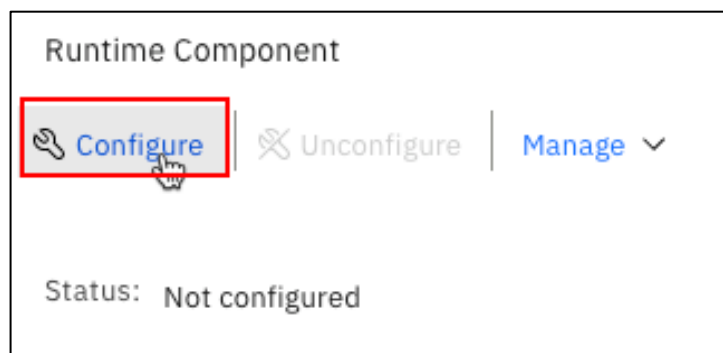 Runtime Component
Configure Unconfigure Manage
Status: Not configured